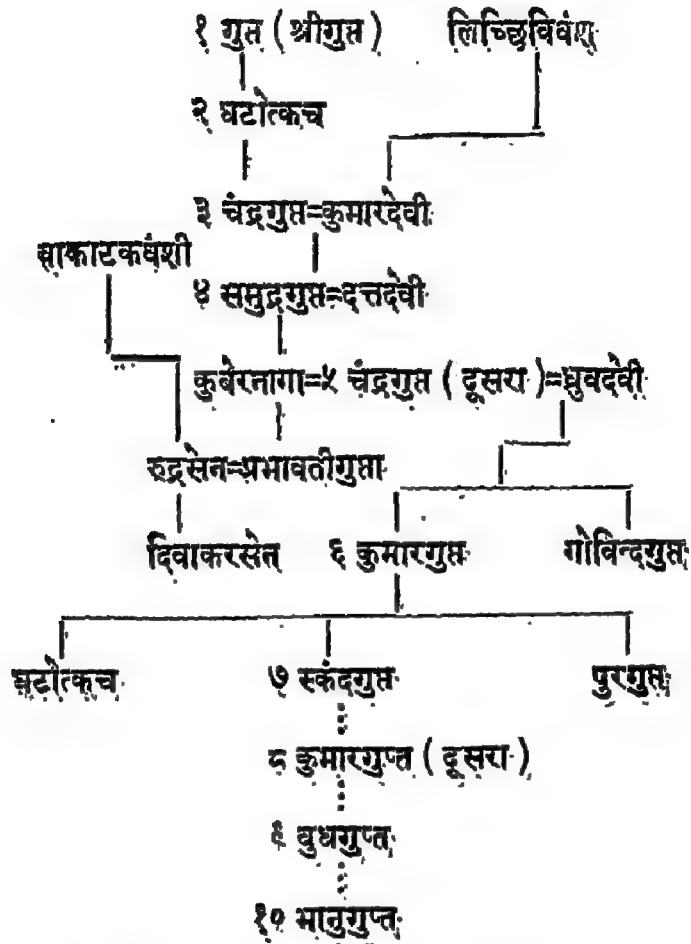 १ गुप्त ( श्रीगुप्त ) लिच्छिविवंश
२ घटोत्कच
३ चंद्रगुप्त=कुमारदेवी
वाकाटकवंशी
४ समुद्रगुप्त=दत्तदेवी
कुबेरनागा=५ चंद्रगुप्त ( दूसरा )=ध्रुवदेवी
रुद्रसेन=प्रभावतीगुप्ता
दिवाकरसेन ६ कुमारगुप्त गोविन्दगुप्त
घटोत्कच ७ स्कंदगुप्त पुरगुप्त
८ कुमारगुप्त ( दूसरा )
९ बुधगुप्त
१० भानुगुप्त